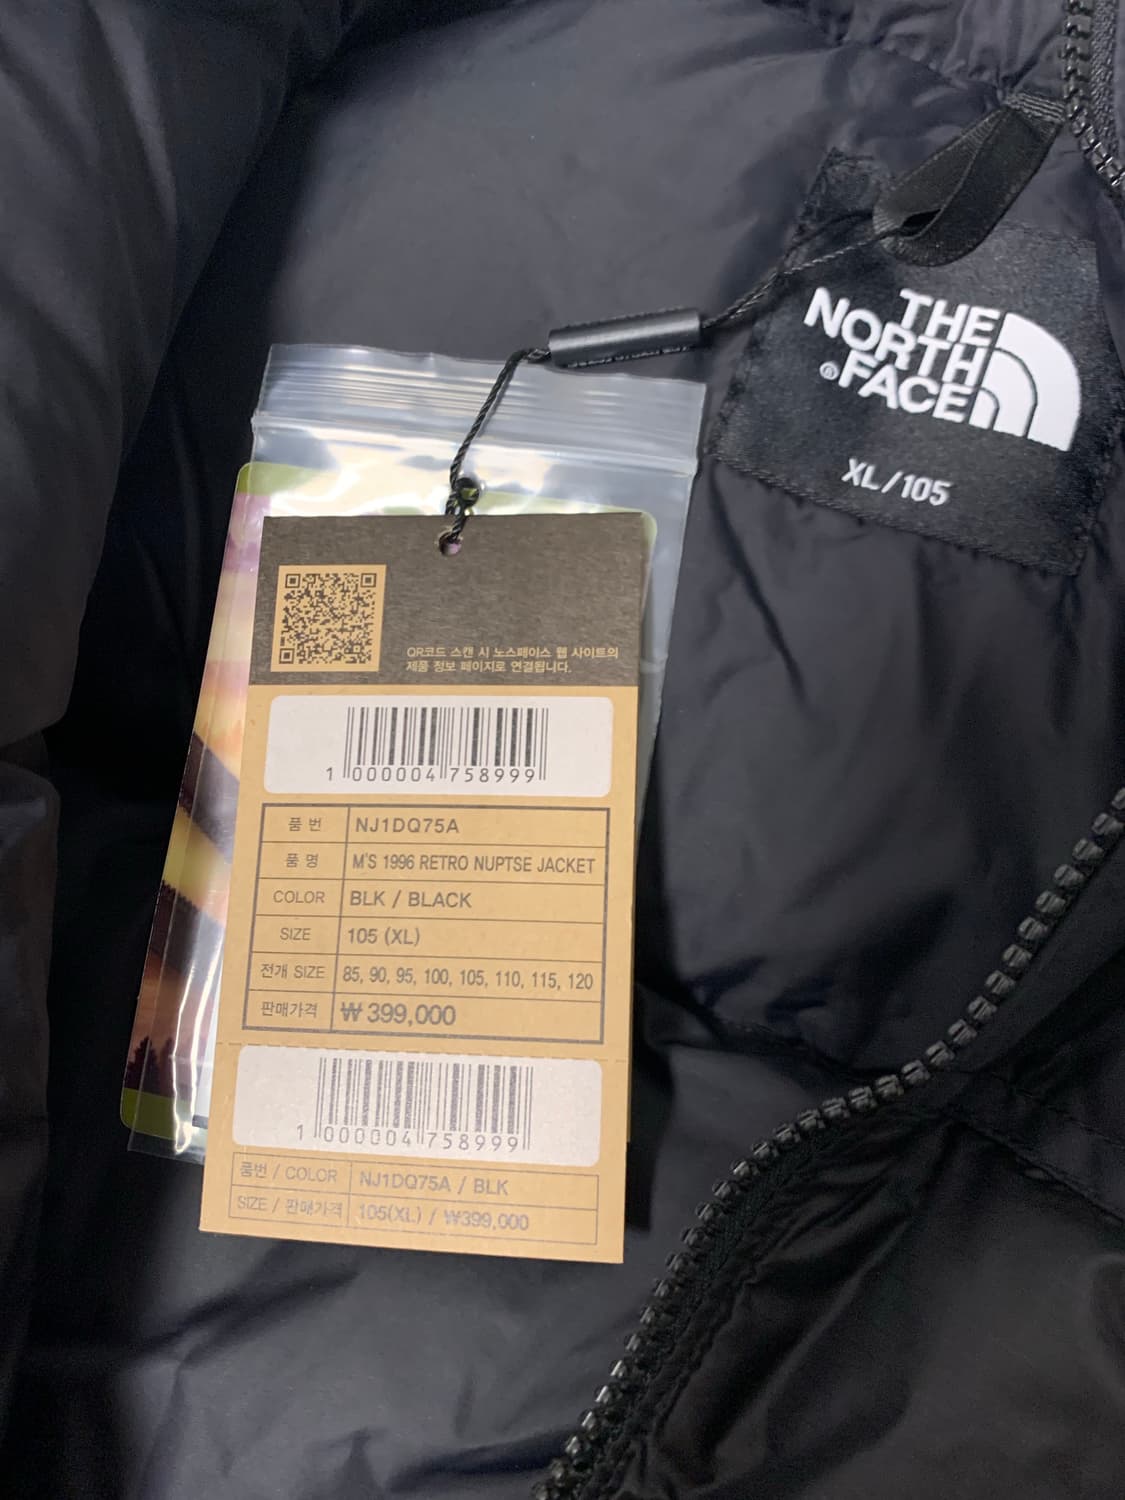 THE
NORTH
®FACE
XL/105
QR코드 스캔 시 노스페이스 웹 사이트의
제품 정보 페이지로 연결됩니다.
1 000004 758999
품 번 NJ1DQ75A
품 명 M'S 1996 RETRO NUPTSE JACKET
COLOR BLK / BLACK
SIZE 105 (XL)
전개 SIZE 85, 90, 95, 100, 105, 110, 115, 120
판매가격 ₩ 399,000
1 000004 758999
품번 / COLOR NJ1DQ75A / BLK
SIZE / 판매가격 105(XL) / ₩399,000